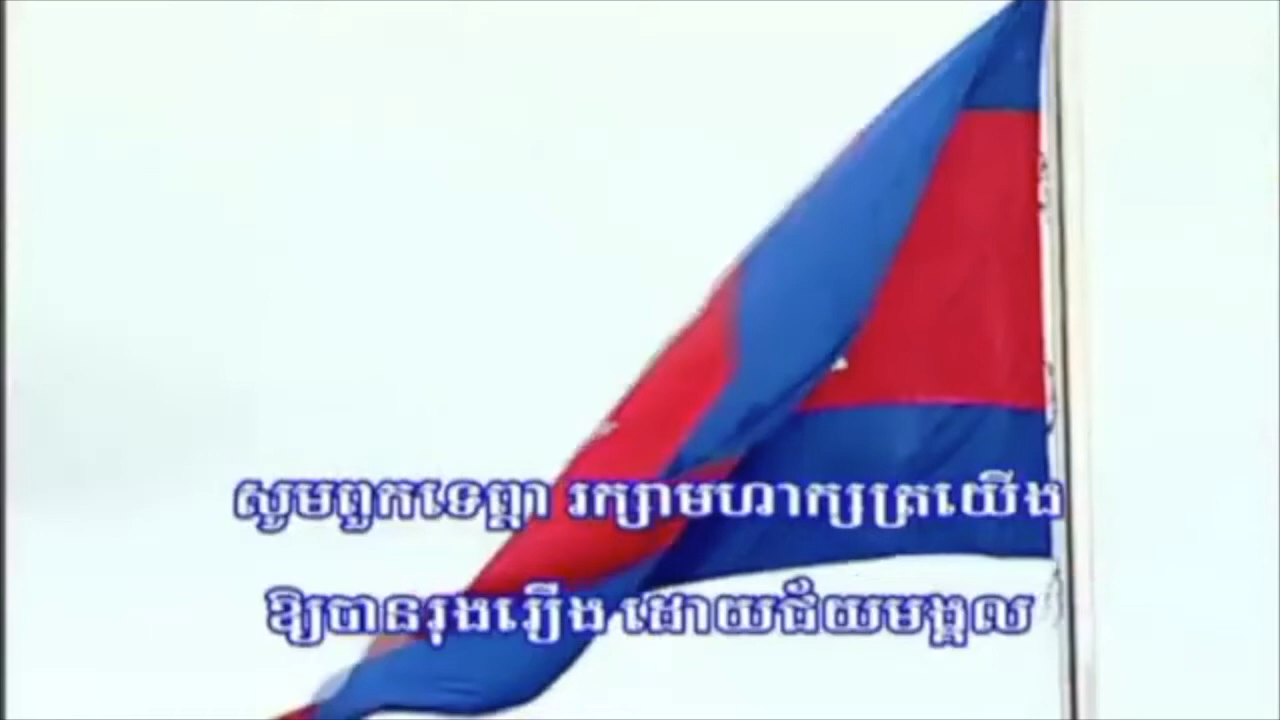 សូមពួកទេព្តា រក្សាមហាក្សត្រយើង
ឱ្យបានរុងរឿង ដោយជ័យមង្គល